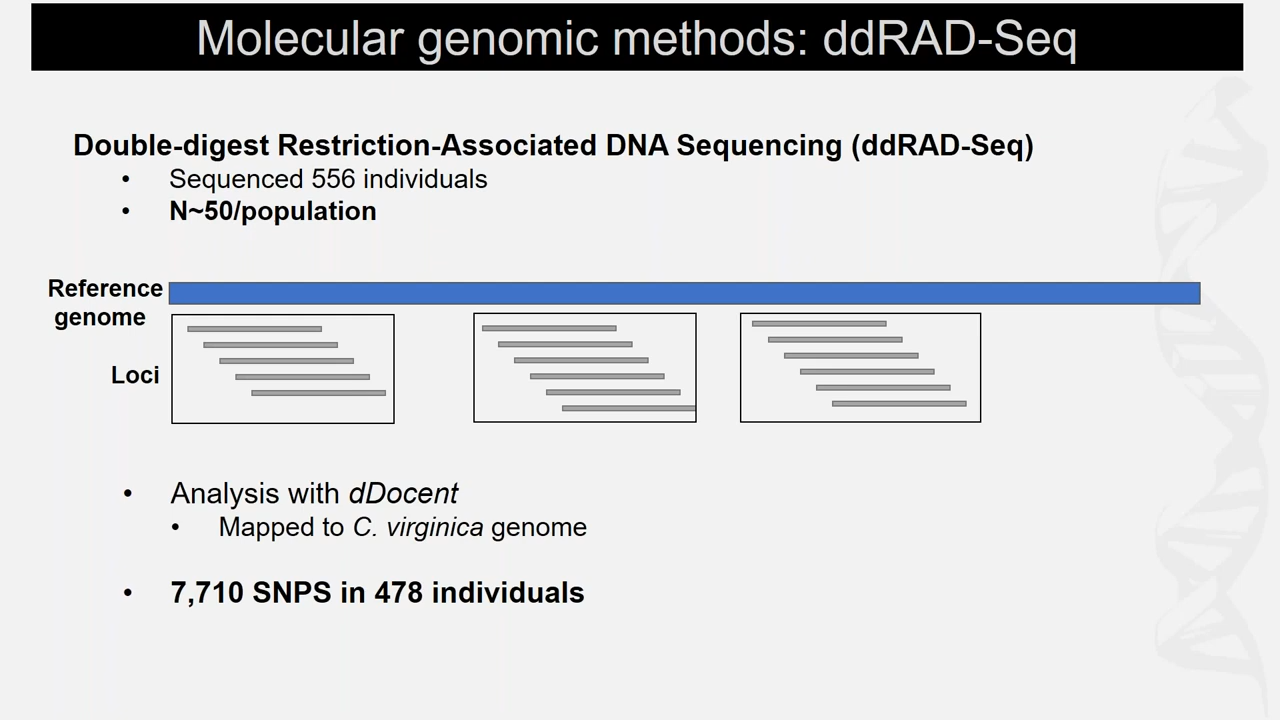 Molecular genomic methods: ddRAD-Seq
Double-digest Restriction-Associated DNA Sequencing (ddRAD-Seq)
• Sequenced 556 individuals
• N~50/population
Reference
genome
Loci
• Analysis with dDocent
• Mapped to C. virginica genome
• 7,710 SNPS in 478 individuals